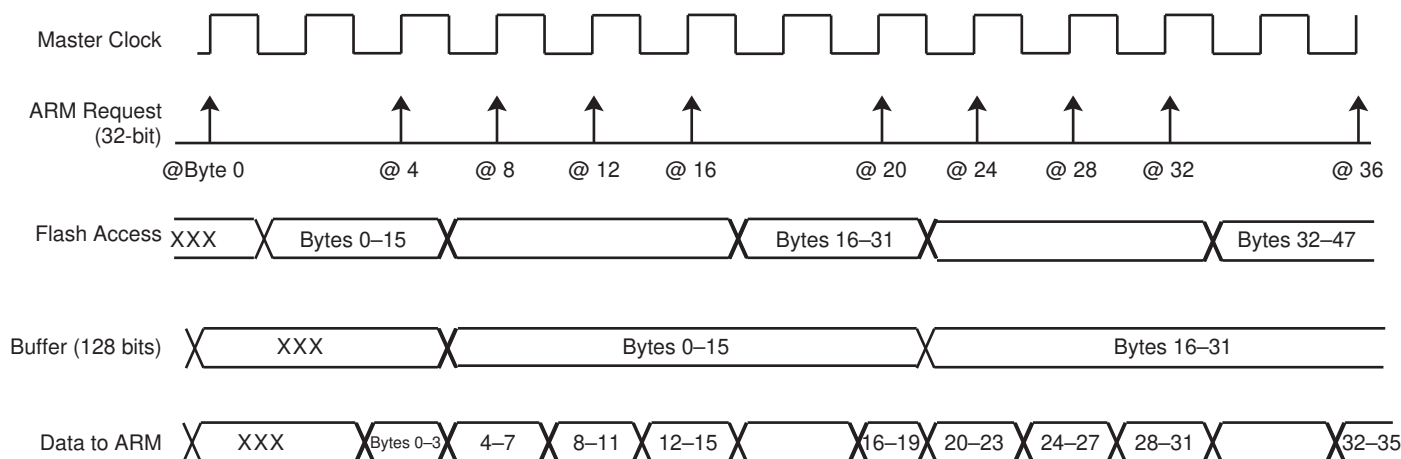 Master Clock
ARM Request
(32-bit)
@Byte 0 @ 4 @ 8 @ 12 @ 16 @ 20 @ 24 @ 28 @ 32 @ 36
Flash Access XXX Bytes 0–15 Bytes 16–31 Bytes 32–47
Buffer (128 bits) XXX Bytes 0–15 Bytes 16–31
Data to ARM XXX Bytes 0–3 4–7 8–11 12–15 16–19 20–23 24–27 28–31 32–35